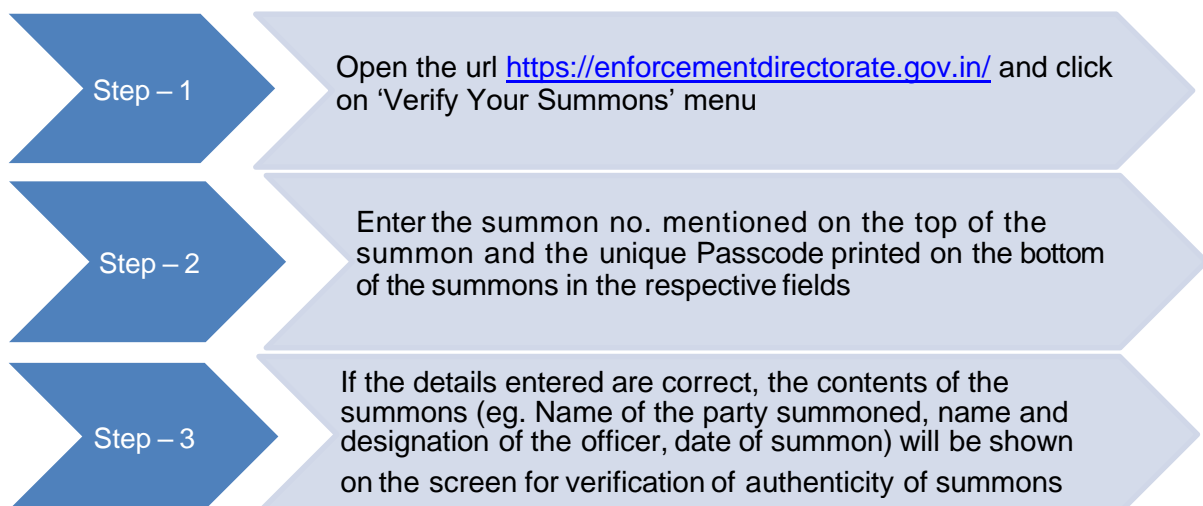 Step – 1
Open the url https://enforcementdirectorate.gov.in/ and click
on ‘Verify Your Summons’ menu
Step – 2
Enter the summon no. mentioned on the top of the
summon and the unique Passcode printed on the bottom
of the summons in the respective fields
Step – 3
If the details entered are correct, the contents of the
summons (eg. Name of the party summoned, name and
designation of the officer, date of summon) will be shown
on the screen for verification of authenticity of summons